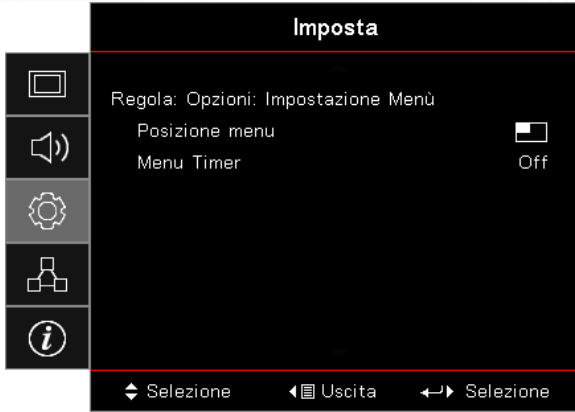 Imposta
Regola: Opzioni: Impostazione Menù
Posizione menu
Menu Timer Off
i
Selezione Uscita Selezione